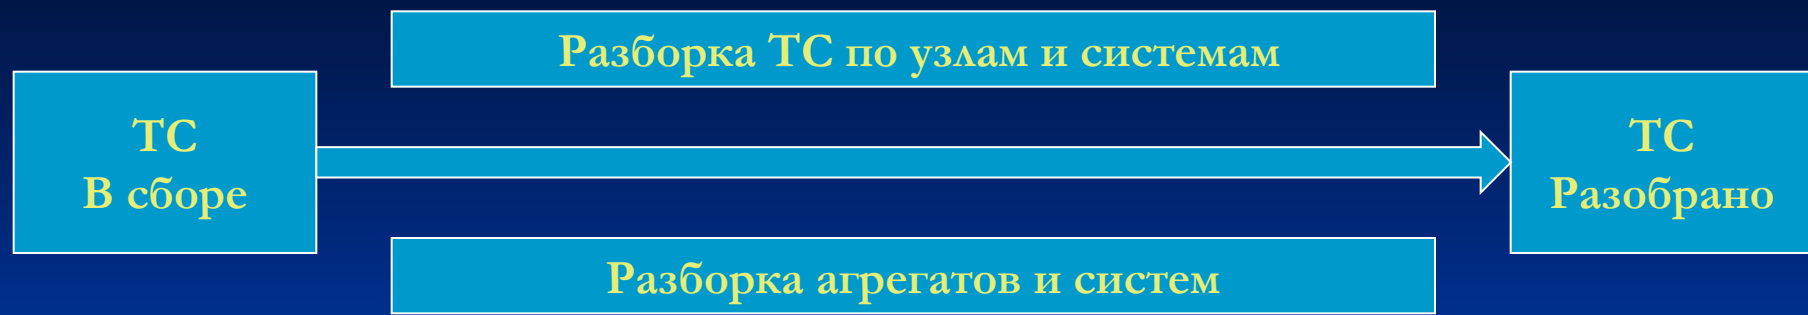 Разборка ТС по узлам и системам
ТС
В сборе
ТС
Разобрано
Разборка агрегатов и систем